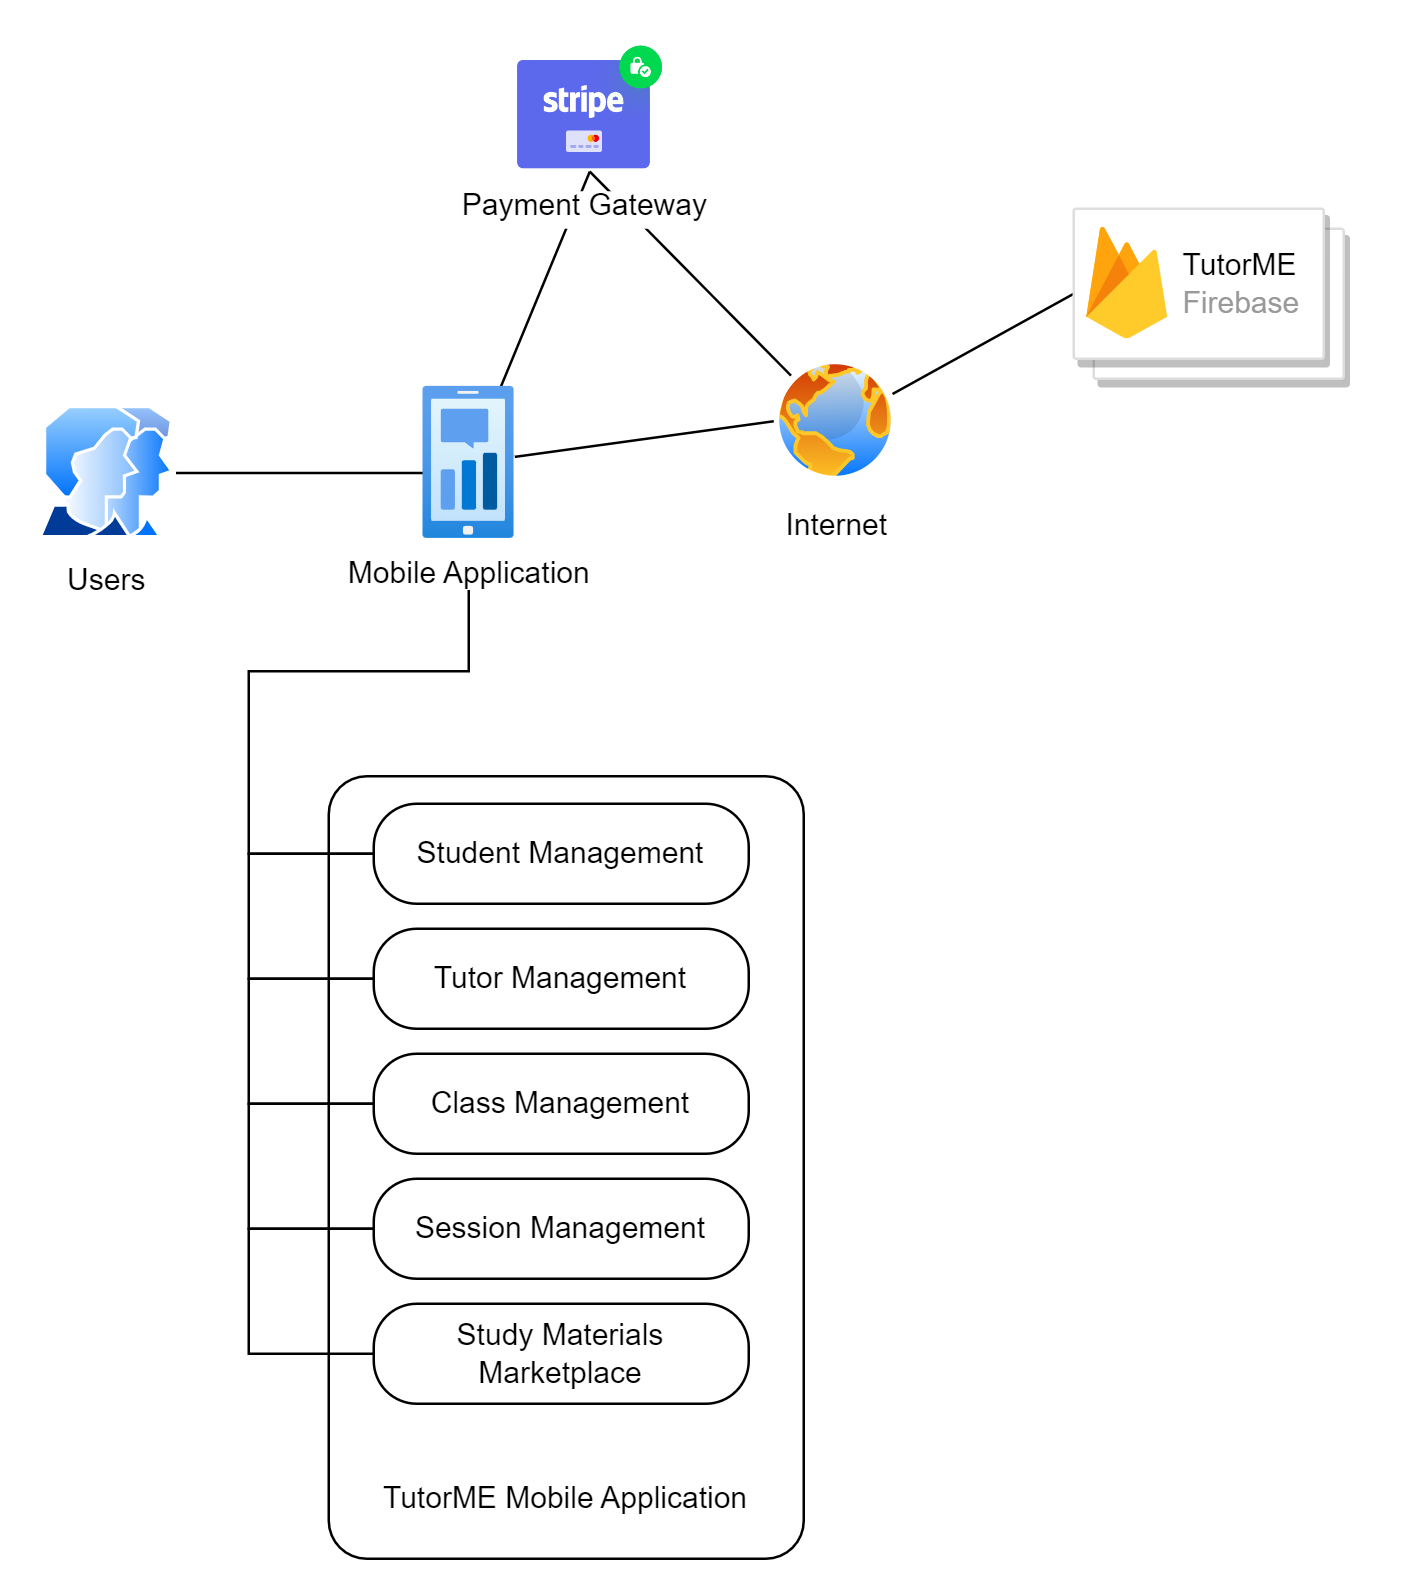 stripe
Payment Gateway
TutorME
Firebase
Internet
Users
Mobile Application
Student Management
Tutor Management
Class Management
Session Management
Study Materials
Marketplace
TutorME Mobile Application